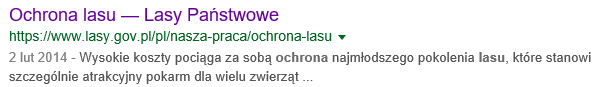 Ochrona lasu — Lasy Państwowe
https://www.lasy.gov.pl/pl/nasza-praca/ochrona-lasu
2 lut 2014 - Wysokie koszty pociąga za sobą ochrona najmłodszego pokolenia lasu, które stanowi
szczególnie atrakcyjny pokarm dla wielu zwierząt ...